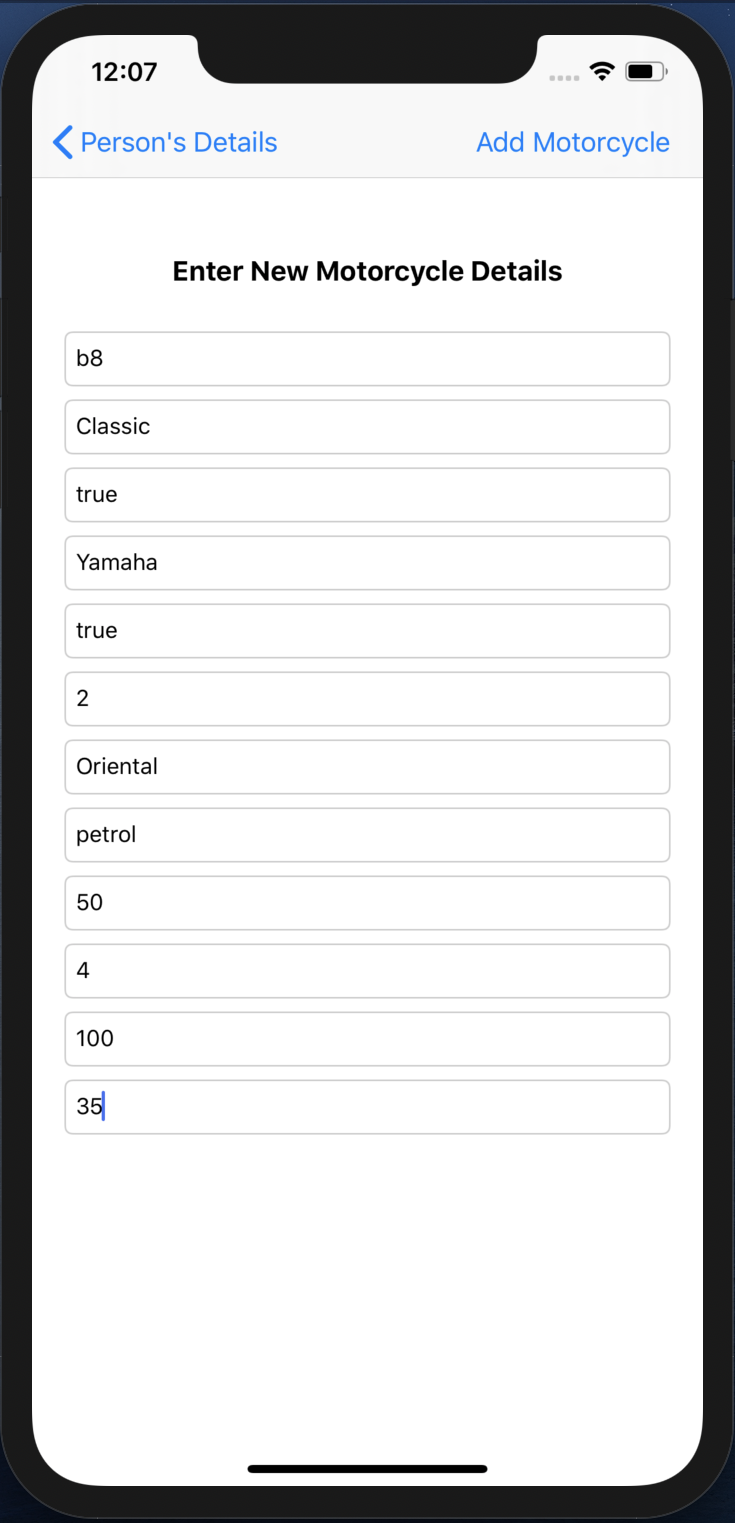 12:07
Person's Details Add Motorcycle
Enter New Motorcycle Details
b8
Classic
true
Yamaha
true
2
Oriental
petrol
50
4
100
35